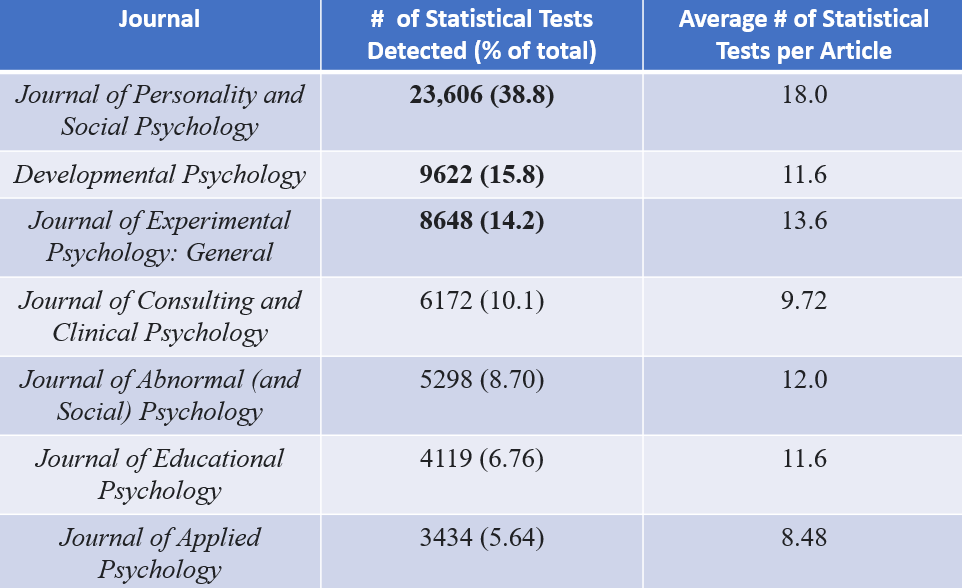 Journal
# of Statistical Tests
Detected (% of total)
Average # of Statistical
Tests per Article
Journal of Personality and
Social Psychology
23,606 (38.8)
18.0
Developmental Psychology
9622 (15.8)
11.6
Journal of Experimental
Psychology: General
8648 (14.2)
13.6
Journal of Consulting and
Clinical Psychology
6172 (10.1)
9.72
Journal of Abnormal (and
Social) Psychology
5298 (8.70)
12.0
Journal of Educational
Psychology
4119 (6.76)
11.6
Journal of Applied
Psychology
3434 (5.64)
8.48